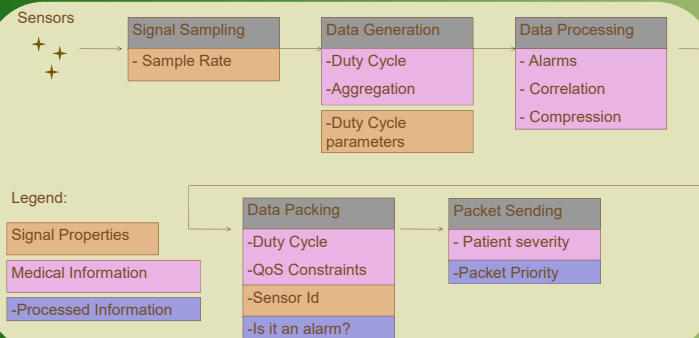 Sensors
Signal Sampling
- Sample Rate
Data Generation
-Duty Cycle
-Aggregation
-Duty Cycle
parameters
Data Processing
- Alarms
- Correlation
- Compression
Legend:
Signal Properties
Medical Information
-Processed Information
Data Packing
-Duty Cycle
-QoS Constraints
-Sensor Id
-Is it an alarm?
Packet Sending
- Patient severity
-Packet Priority